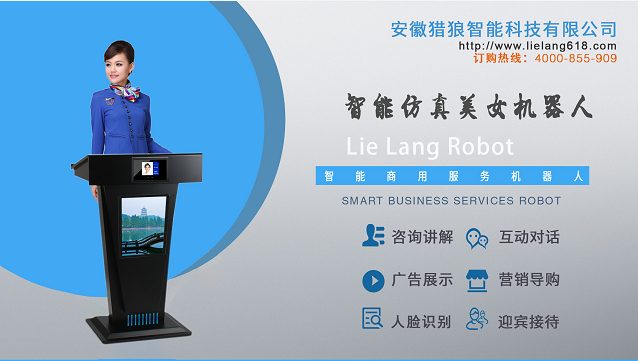 安徽猎狼智能科技有限公司
http://www.lielang618.com
订购热线：4000-855-909
智能仿真美女机器人
Lie Lang Robot
智能商用服务机器人
SMART BUSINESS SERVICES ROBOT
咨询讲解 互动对话
广告展示 营销导购
人脸识别 迎宾接待